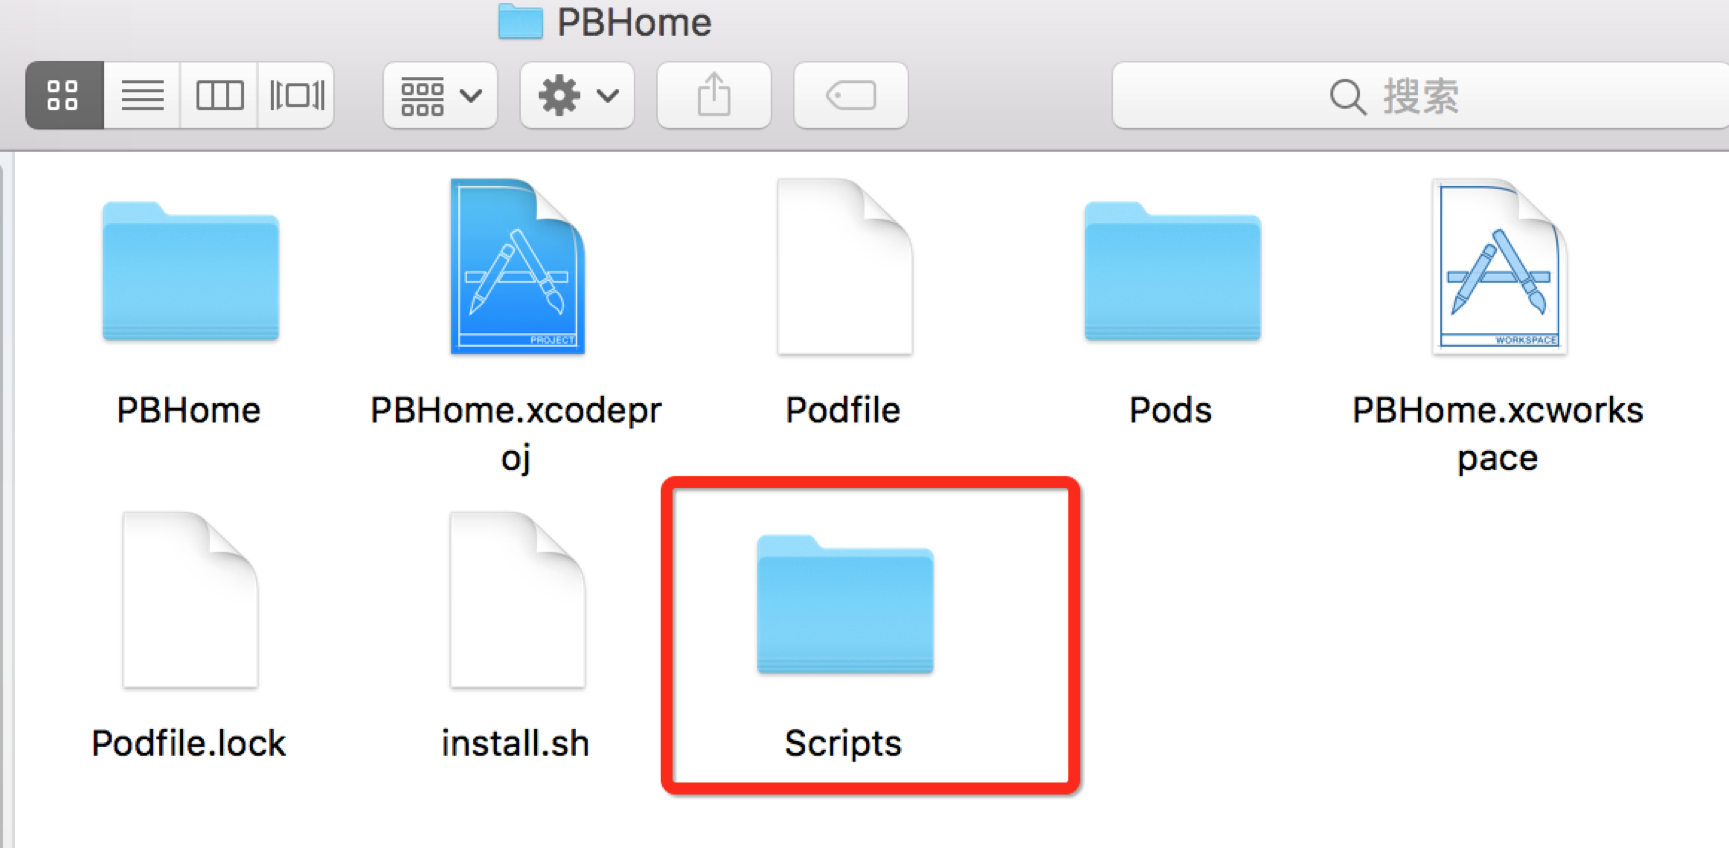 PBHome
搜索
PROJECT
WORKSPACE
PBHome
PBHome.xcodepr
oj
Podfile
Pods
PBHome.xcworks
pace
Podfile.lock
install.sh
Scripts